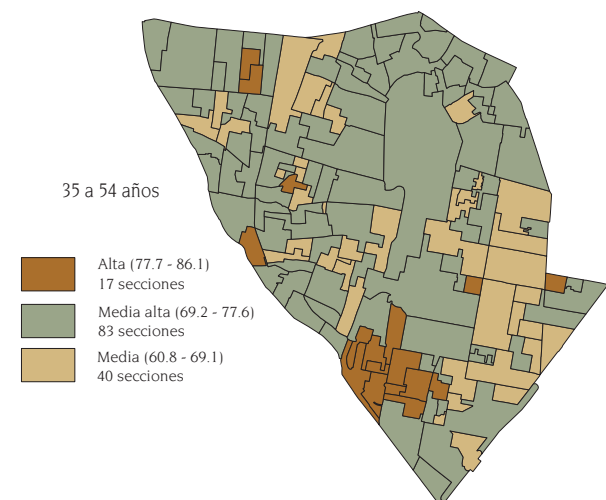 35 a 54 años
Alta (77.7 - 86.1)
17 secciones
Media alta (69.2 - 77.6)
83 secciones
Media (60.8 - 69.1)
40 secciones